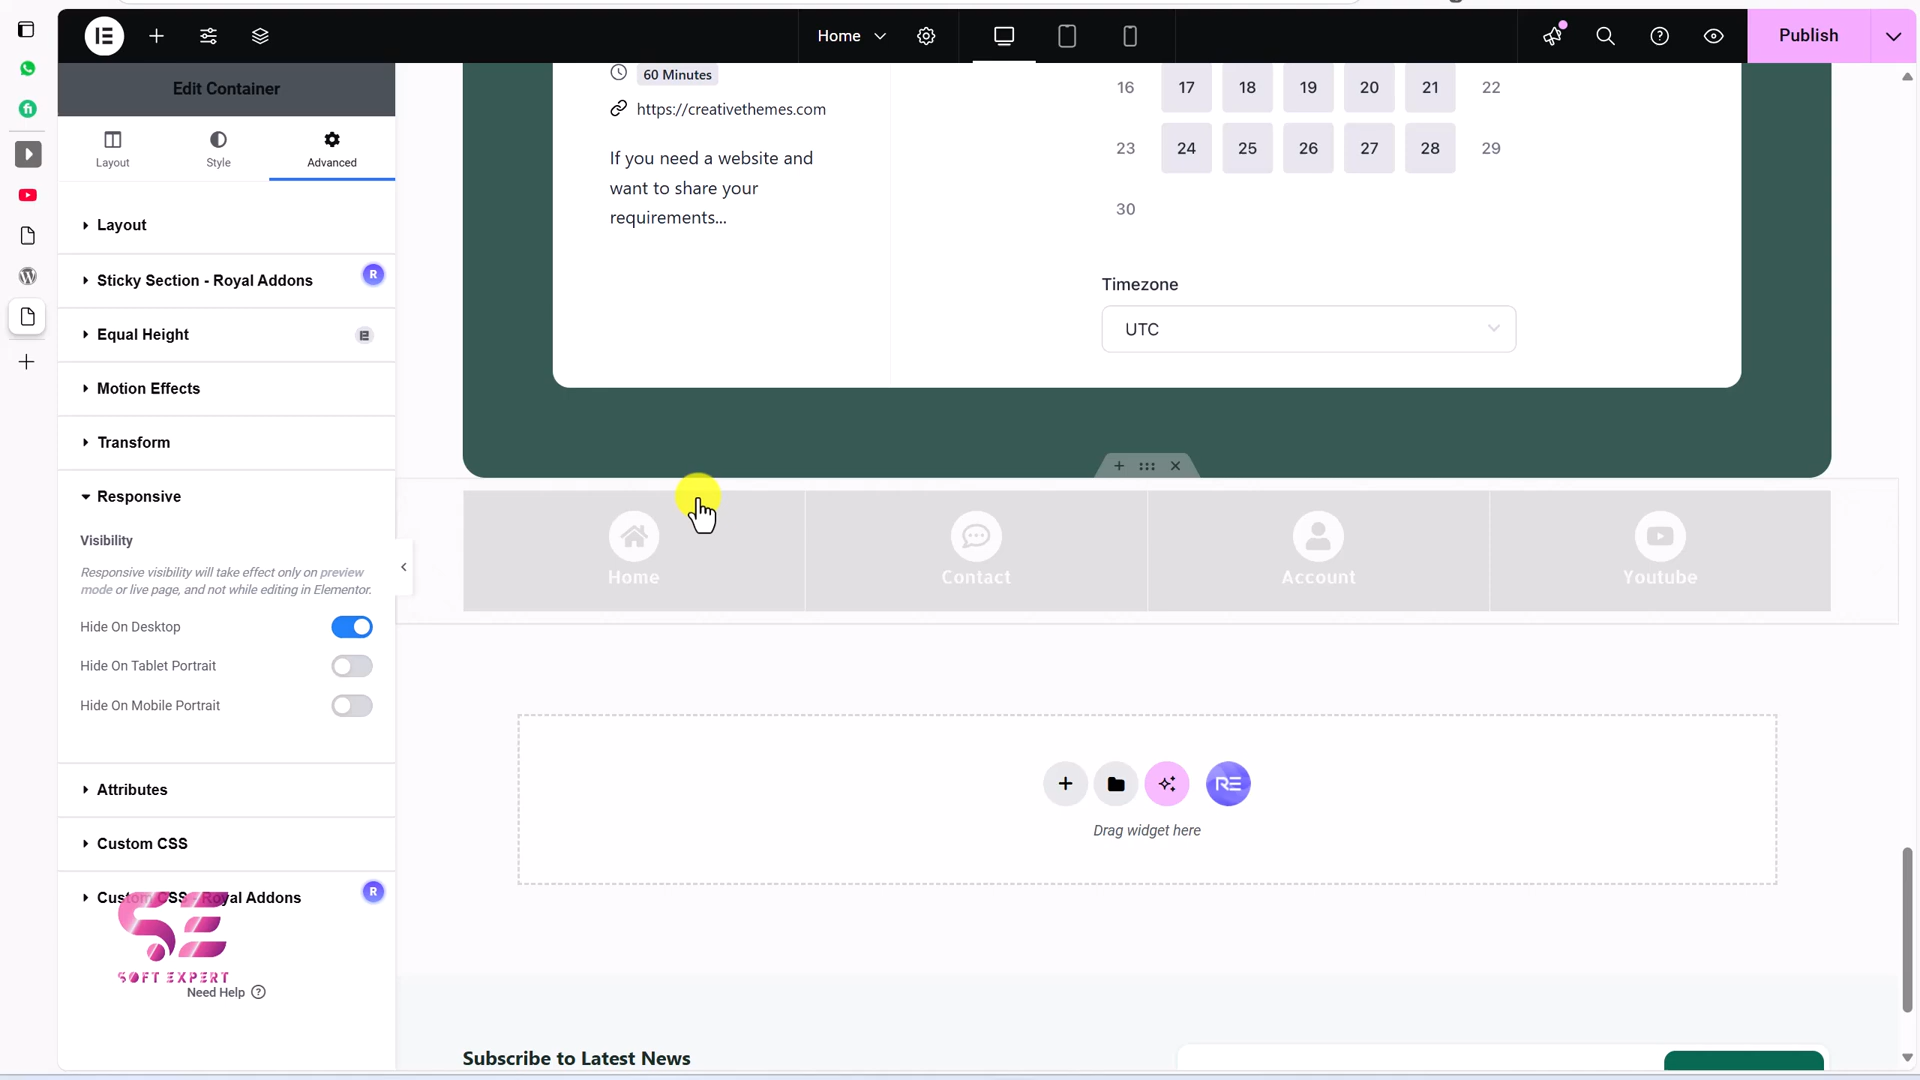 Home
Publish
Edit Container
Layout
Style
Advanced
Layout
Sticky Section - Royal Addons
R
Equal Height
Motion Effects
Transform
Responsive
Visibility
Responsive visibility will take effect only on preview
mode or live page, and not while editing in Elementor.
Hide On Desktop
Hide On Tablet Portrait
Hide On Mobile Portrait
Attributes
Custom CSS
Custom CSS - Royal Addons
R
SE
SOFT EXPERT
Need Help
60 Minutes
https://creativethemes.com
If you need a website and
want to share your
requirements...
16 17 18 19 20 21 22
23 24 25 26 27 28 29
30
Timezone
UTC
Home
Contact
Account
Youtube
RE
Drag widget here
Subscribe to Latest News